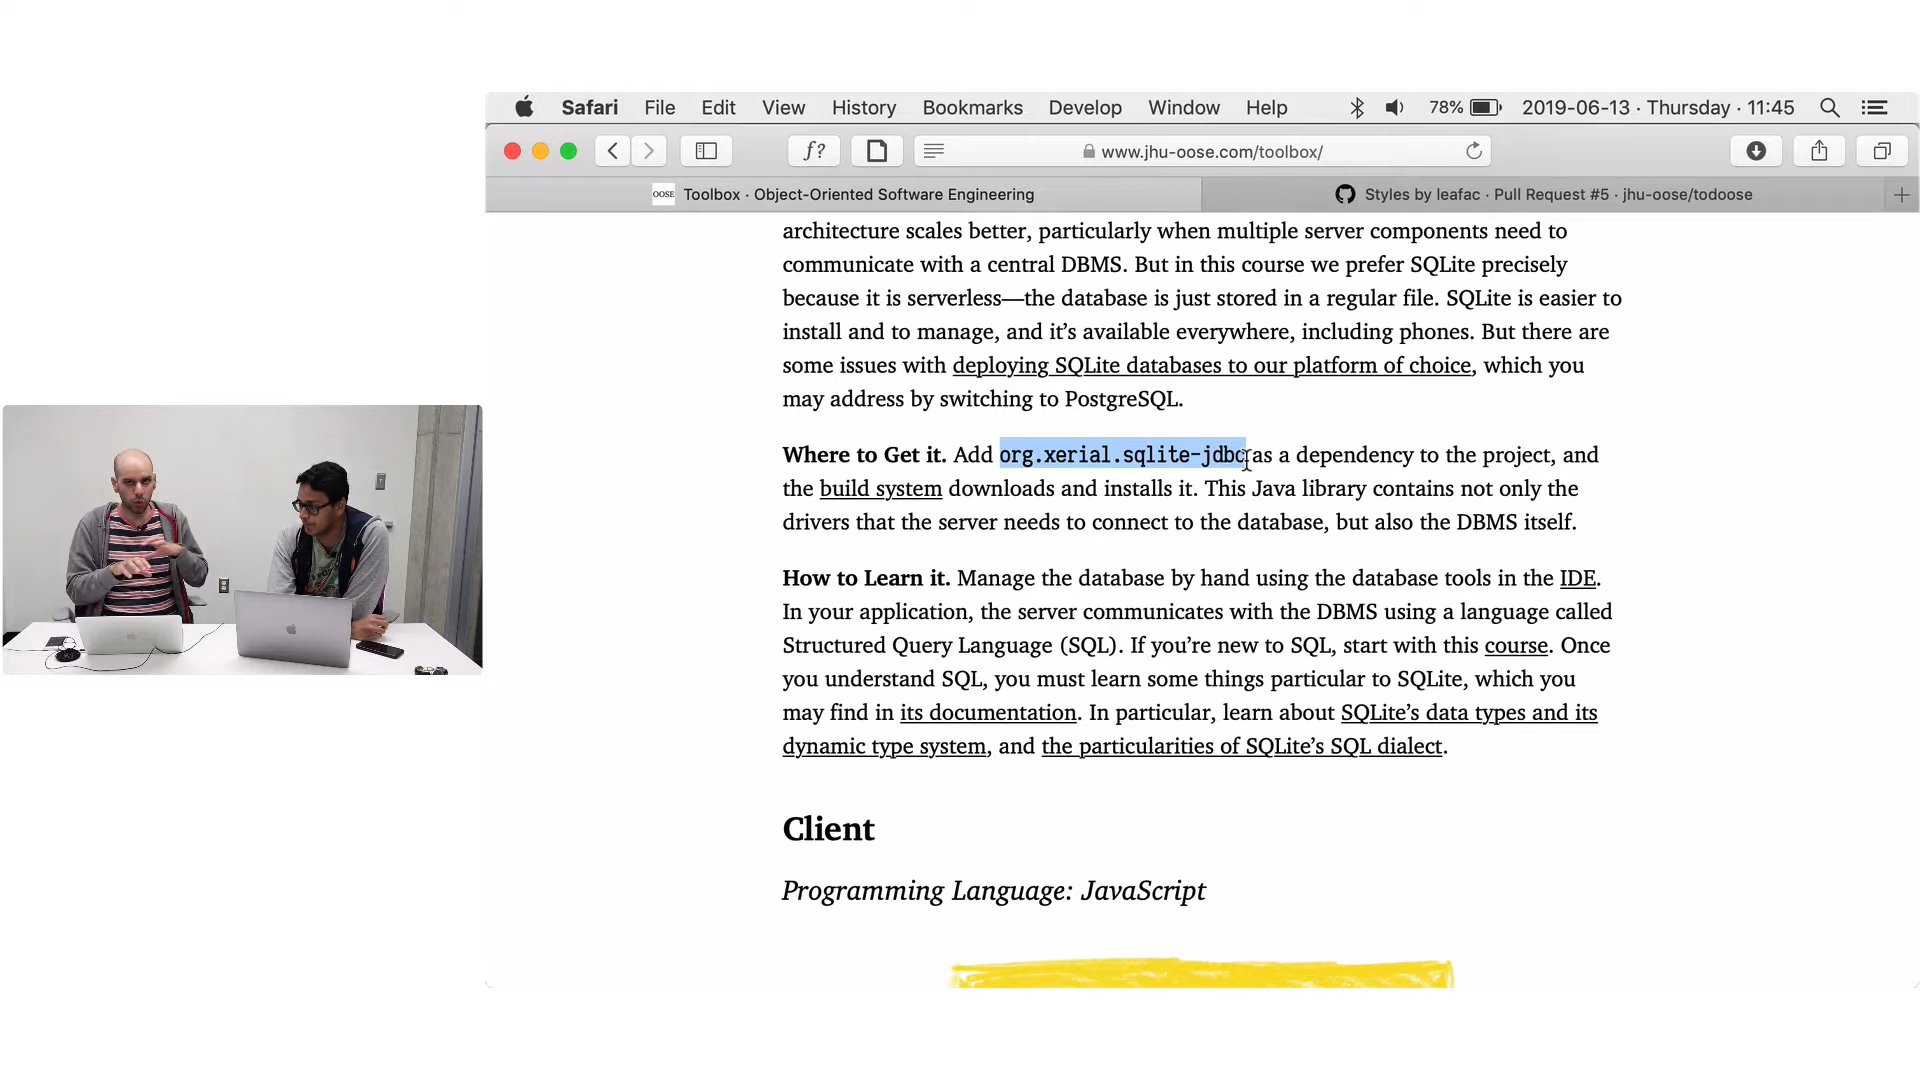 Safari File Edit View History Bookmarks Develop Window Help 78% 2019-06-13 · Thursday · 11:45
f? www.jhu-oose.com/toolbox/
OOSE Toolbox · Object-Oriented Software Engineering Styles by leafac · Pull Request #5 · jhu-oose/todoose
architecture scales better, particularly when multiple server components need to
communicate with a central DBMS. But in this course we prefer SQLite precisely
because it is serverless—the database is just stored in a regular file. SQLite is easier to
install and to manage, and it’s available everywhere, including phones. But there are
some issues with deploying SQLite databases to our platform of choice, which you
may address by switching to PostgreSQL.
Where to Get it. Add org.xerial.sqlite-jdbc as a dependency to the project, and
the build system downloads and installs it. This Java library contains not only the
drivers that the server needs to connect to the database, but also the DBMS itself.
How to Learn it. Manage the database by hand using the database tools in the IDE.
In your application, the server communicates with the DBMS using a language called
Structured Query Language (SQL). If you’re new to SQL, start with this course. Once
you understand SQL, you must learn some things particular to SQLite, which you
may find in its documentation. In particular, learn about SQLite’s data types and its
dynamic type system, and the particularities of SQLite’s SQL dialect.
Client
Programming Language: JavaScript